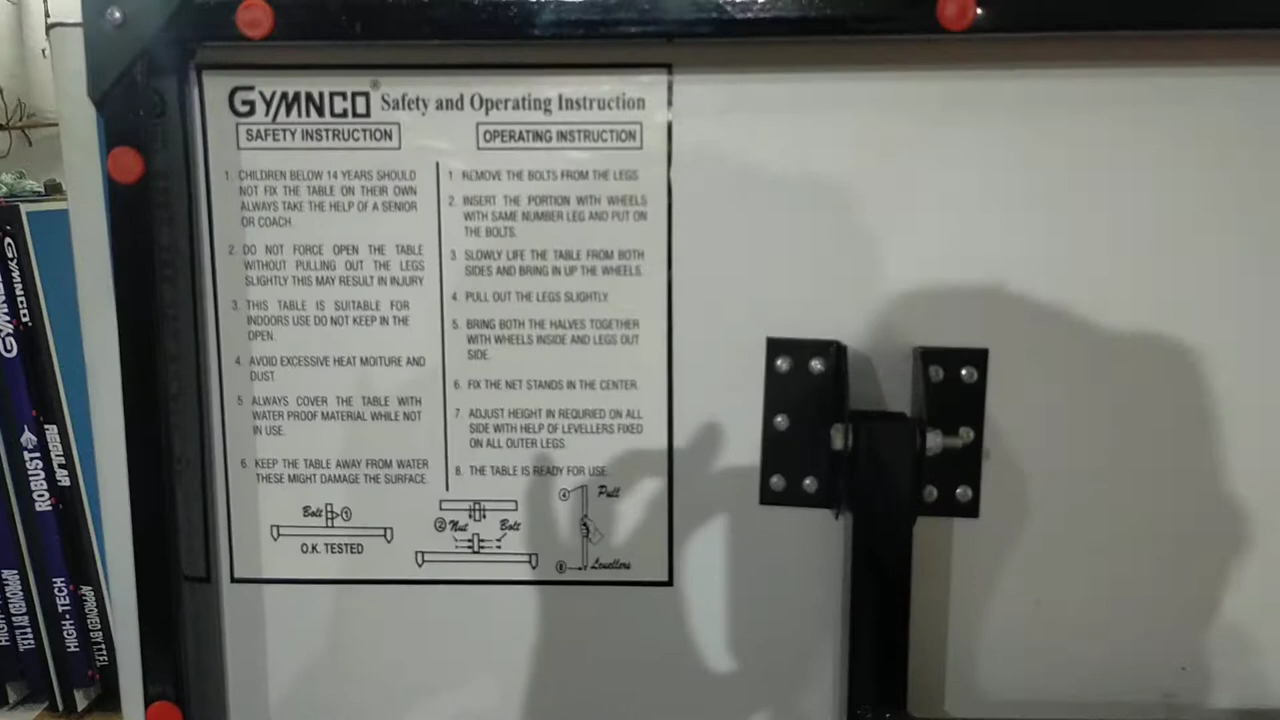 GYMNCO® Safety and Operating Instruction
SAFETY INSTRUCTION
1. CHILDREN BELOW 14 YEARS SHOULD
NOT FIX THE TABLE ON THEIR OWN
ALWAYS TAKE THE HELP OF A SENIOR
OR COACH.
2. DO NOT FORCE OPEN THE TABLE
WITHOUT PULLING OUT THE LEGS
SLIGHTLY THIS MAY RESULT IN INJURY
3. THIS TABLE IS SUITABLE FOR
INDOORS USE DO NOT KEEP IN THE
OPEN.
4. AVOID EXCESSIVE HEAT MOITURE AND
DUST.
5 ALWAYS COVER THE TABLE WITH
WATER PROOF MATERIAL WHILE NOT
IN USE.
6. KEEP THE TABLE AWAY FROM WATER
THESE MIGHT DAMAGE THE SURFACE.
Bolt 1
O.K. TESTED
OPERATING INSTRUCTION
1 REMOVE THE BOLTS FROM THE LEGS
2. INSERT THE PORTION WITH WHEELS
WITH SAME NUMBER LEG AND PUT ON
THE BOLTS.
3. SLOWLY LIFE THE TABLE FROM BOTH
SIDES AND BRING IN UP THE WHEELS.
4. PULL OUT THE LEGS SLIGHTLY.
5. BRING BOTH THE HALVES TOGETHER
WITH WHEELS INSIDE AND LEGS OUT
SIDE.
6. FIX THE NET STANDS IN THE CENTER.
7. ADJUST HEIGHT IN REQURIED ON ALL
SIDE WITH HELP OF LEVELLERS FIXED
ON ALL OUTER LEGS.
8. THE TABLE IS READY FOR USE.
2 Nut Bolt
4 Pull
8 Levellers
GYMNCO
GYMNCO
ROBUST
REGULAR
HIGH-TECH
HIGH-TECH
APPROVED BY T.T.F.I.
APPROVED BY T.T.F.I.